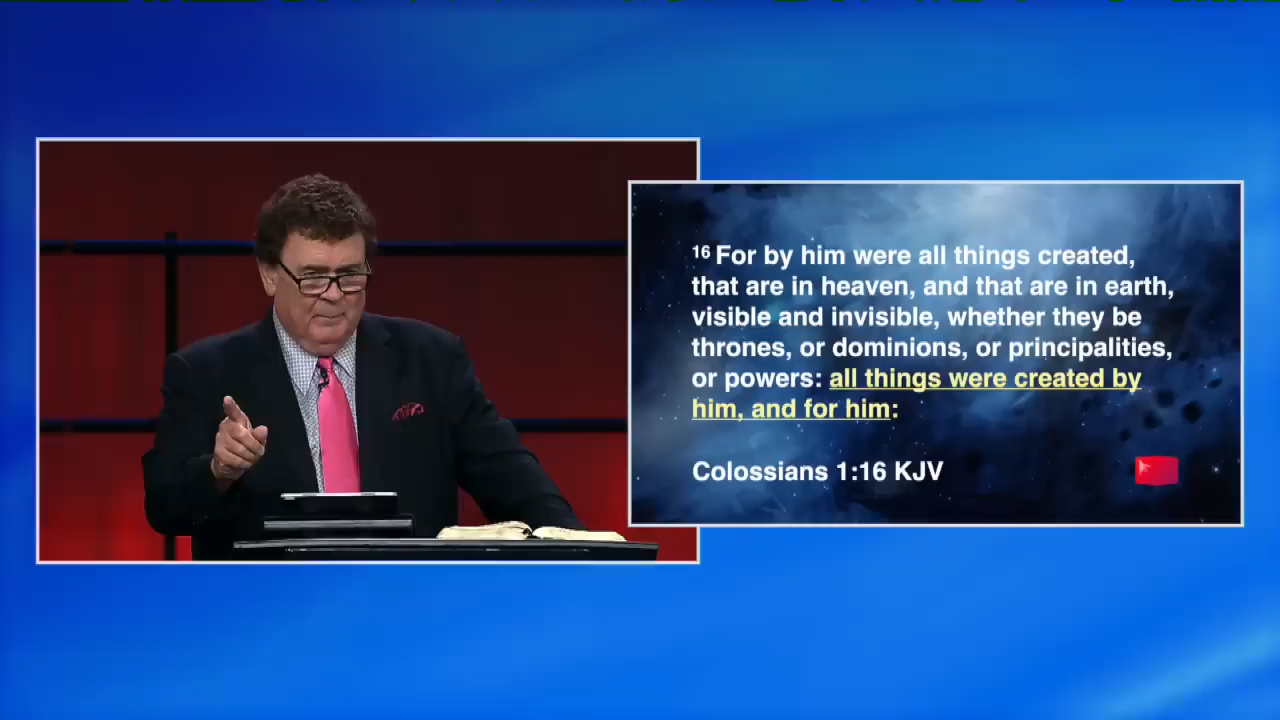 16 For by him were all things created,
that are in heaven, and that are in earth,
visible and invisible, whether they be
thrones, or dominions, or principalities,
or powers: all things were created by
him, and for him:
Colossians 1:16 KJV